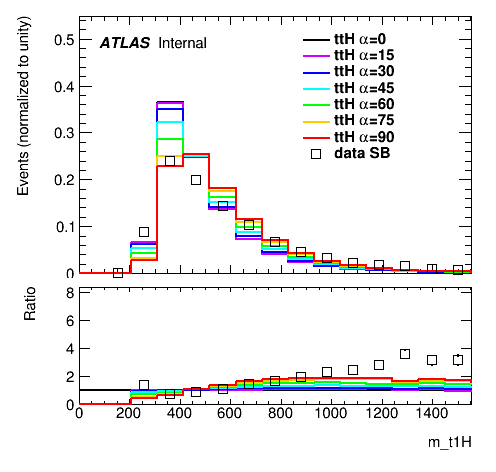 Events (normalized to unity)
0.5
0.4
0.3
0.2
0.1
0
ATLAS Internal
ttH α=0
ttH α=15
ttH α=30
ttH α=45
ttH α=60
ttH α=75
ttH α=90
data SB
Ratio
8
6
4
2
0
0 200 400 600 800 1000 1200 1400
m_t1H